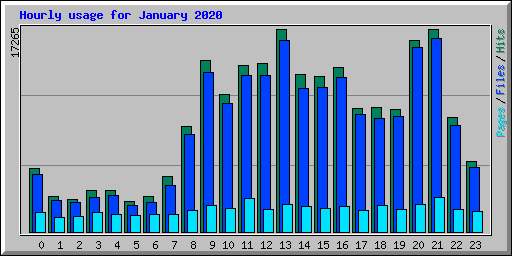 Hourly usage for January 2020
17265
Pages / Files / Hits
0 1 2 3 4 5 6 7 8 9 10 11 12 13 14 15 16 17 18 19 20 21 22 23